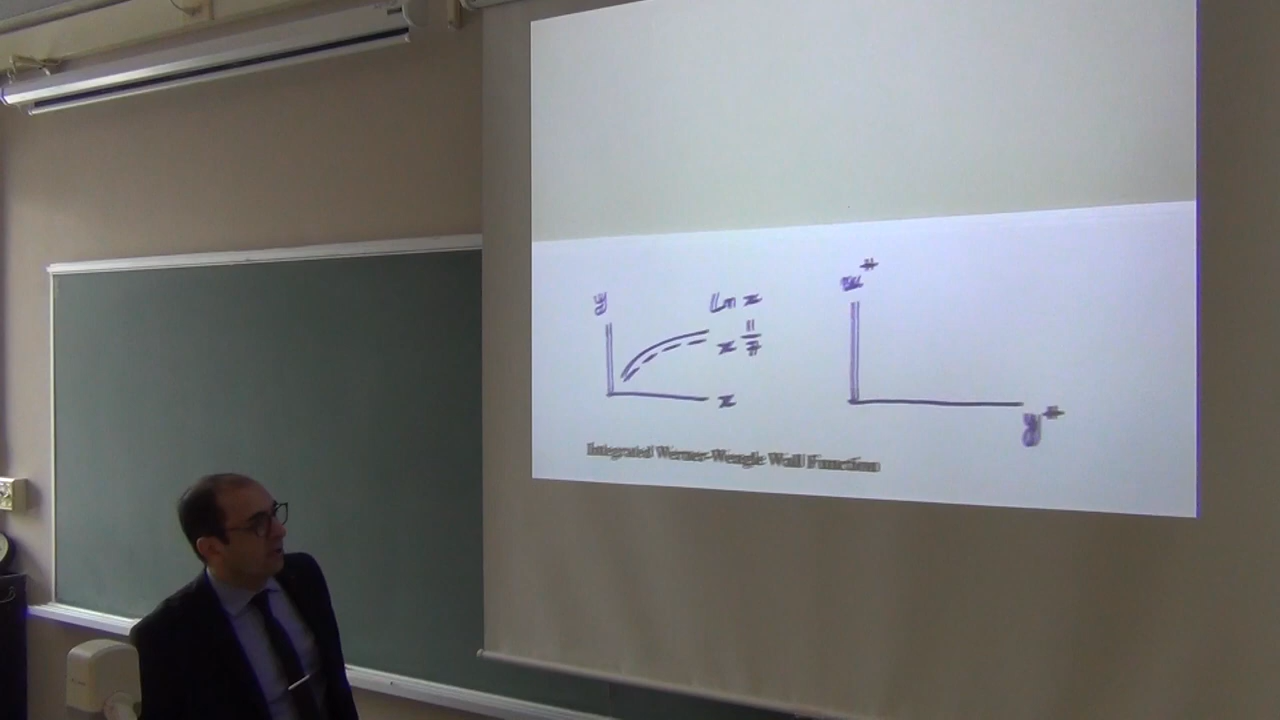 y
Ln x
x 1/7
x
u+
y+
Integrated Werner-Wengle Wall Function